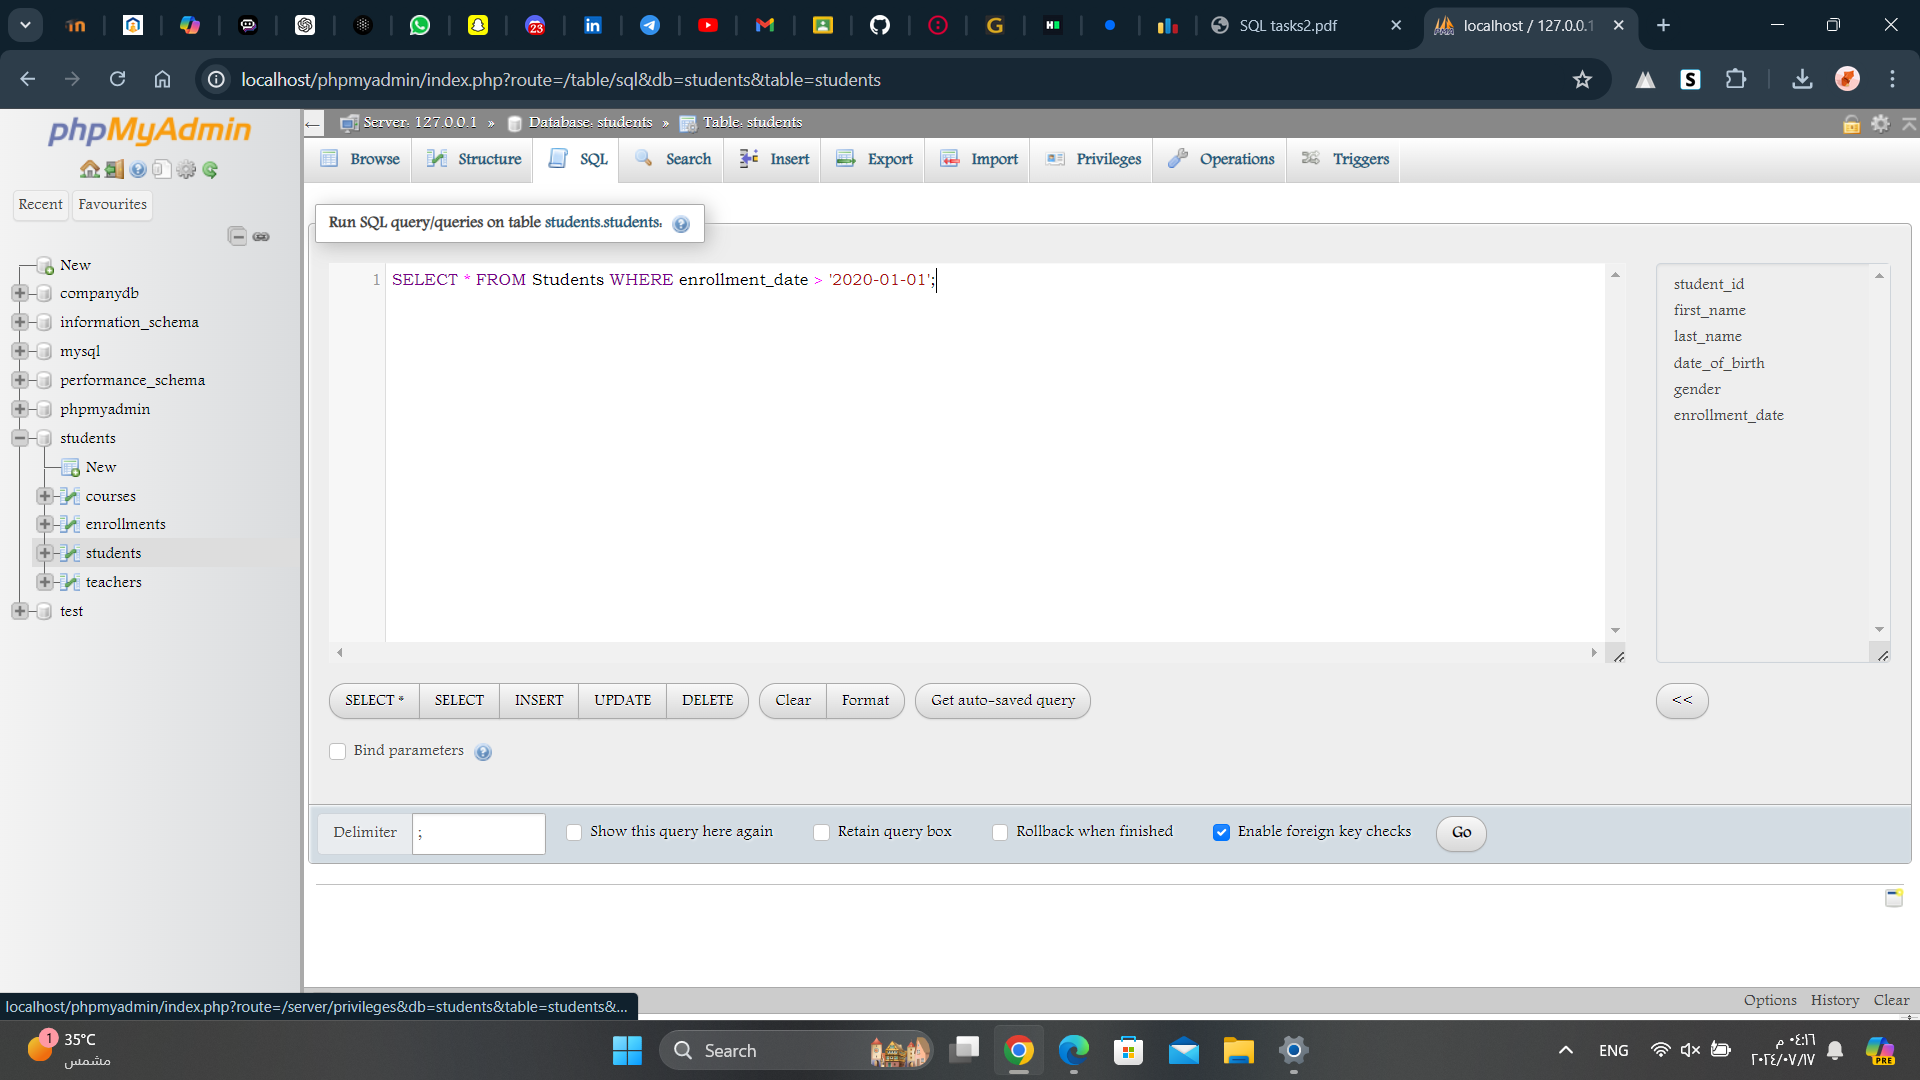 SQL tasks2.pdf
localhost / 127.0.0.1
23
localhost/phpmyadmin/index.php?route=/table/sql&db=students&table=students
phpMyAdmin
Server: 127.0.0.1 » Database: students » Table: students
Browse Structure SQL Search Insert Export Import Privileges Operations Triggers
Recent Favourites
Run SQL query/queries on table students.students:
1 SELECT * FROM Students WHERE enrollment_date > '2020-01-01';
New
companydb
information_schema
mysql
performance_schema
phpmyadmin
students
New
courses
enrollments
students
teachers
test
student_id
first_name
last_name
date_of_birth
gender
enrollment_date
SELECT * SELECT INSERT UPDATE DELETE Clear Format Get auto-saved query <<
Bind parameters
Delimiter ; Show this query here again Retain query box Rollback when finished Enable foreign key checks Go
localhost/phpmyadmin/index.php?route=/server/privileges&db=students&table=students&...
Options History Clear
1 35°C
مشمس
Search
ENG
٠٤:١٦ م
٢٠٢٤/٠٧/١٧
PRE